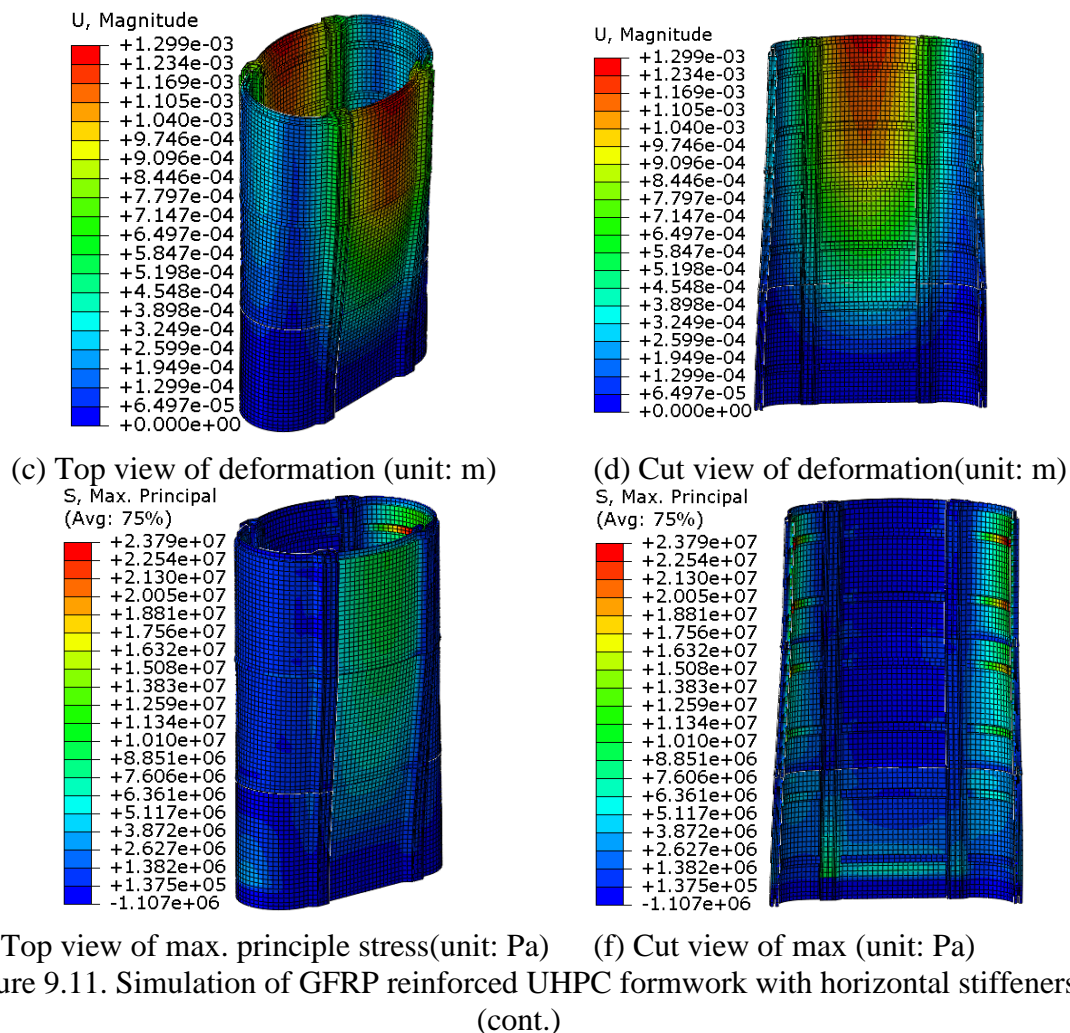 U, Magnitude
+1.299e-03
+1.234e-03
+1.169e-03
+1.105e-03
+1.040e-03
+9.746e-04
+9.096e-04
+8.446e-04
+7.797e-04
+7.147e-04
+6.497e-04
+5.847e-04
+5.198e-04
+4.548e-04
+3.898e-04
+3.249e-04
+2.599e-04
+1.949e-04
+1.299e-04
+6.497e-05
+0.000e+00
U, Magnitude
+1.299e-03
+1.234e-03
+1.169e-03
+1.105e-03
+1.040e-03
+9.746e-04
+9.096e-04
+8.446e-04
+7.797e-04
+7.147e-04
+6.497e-04
+5.847e-04
+5.198e-04
+4.548e-04
+3.898e-04
+3.249e-04
+2.599e-04
+1.949e-04
+1.299e-04
+6.497e-05
+0.000e+00
(c) Top view of deformation (unit: m)
(d) Cut view of deformation(unit: m)
S, Max. Principal
(Avg: 75%)
+2.379e+07
+2.254e+07
+2.130e+07
+2.005e+07
+1.881e+07
+1.756e+07
+1.632e+07
+1.508e+07
+1.383e+07
+1.259e+07
+1.134e+07
+1.010e+07
+8.851e+06
+7.606e+06
+6.361e+06
+5.117e+06
+3.872e+06
+2.627e+06
+1.382e+06
+1.375e+05
-1.107e+06
S, Max. Principal
(Avg: 75%)
+2.379e+07
+2.254e+07
+2.130e+07
+2.005e+07
+1.881e+07
+1.756e+07
+1.632e+07
+1.508e+07
+1.383e+07
+1.259e+07
+1.134e+07
+1.010e+07
+8.851e+06
+7.606e+06
+6.361e+06
+5.117e+06
+3.872e+06
+2.627e+06
+1.382e+06
+1.375e+05
-1.107e+06
Top view of max. principle stress(unit: Pa)
(f) Cut view of max (unit: Pa)
ure 9.11. Simulation of GFRP reinforced UHPC formwork with horizontal stiffeners
(cont.)